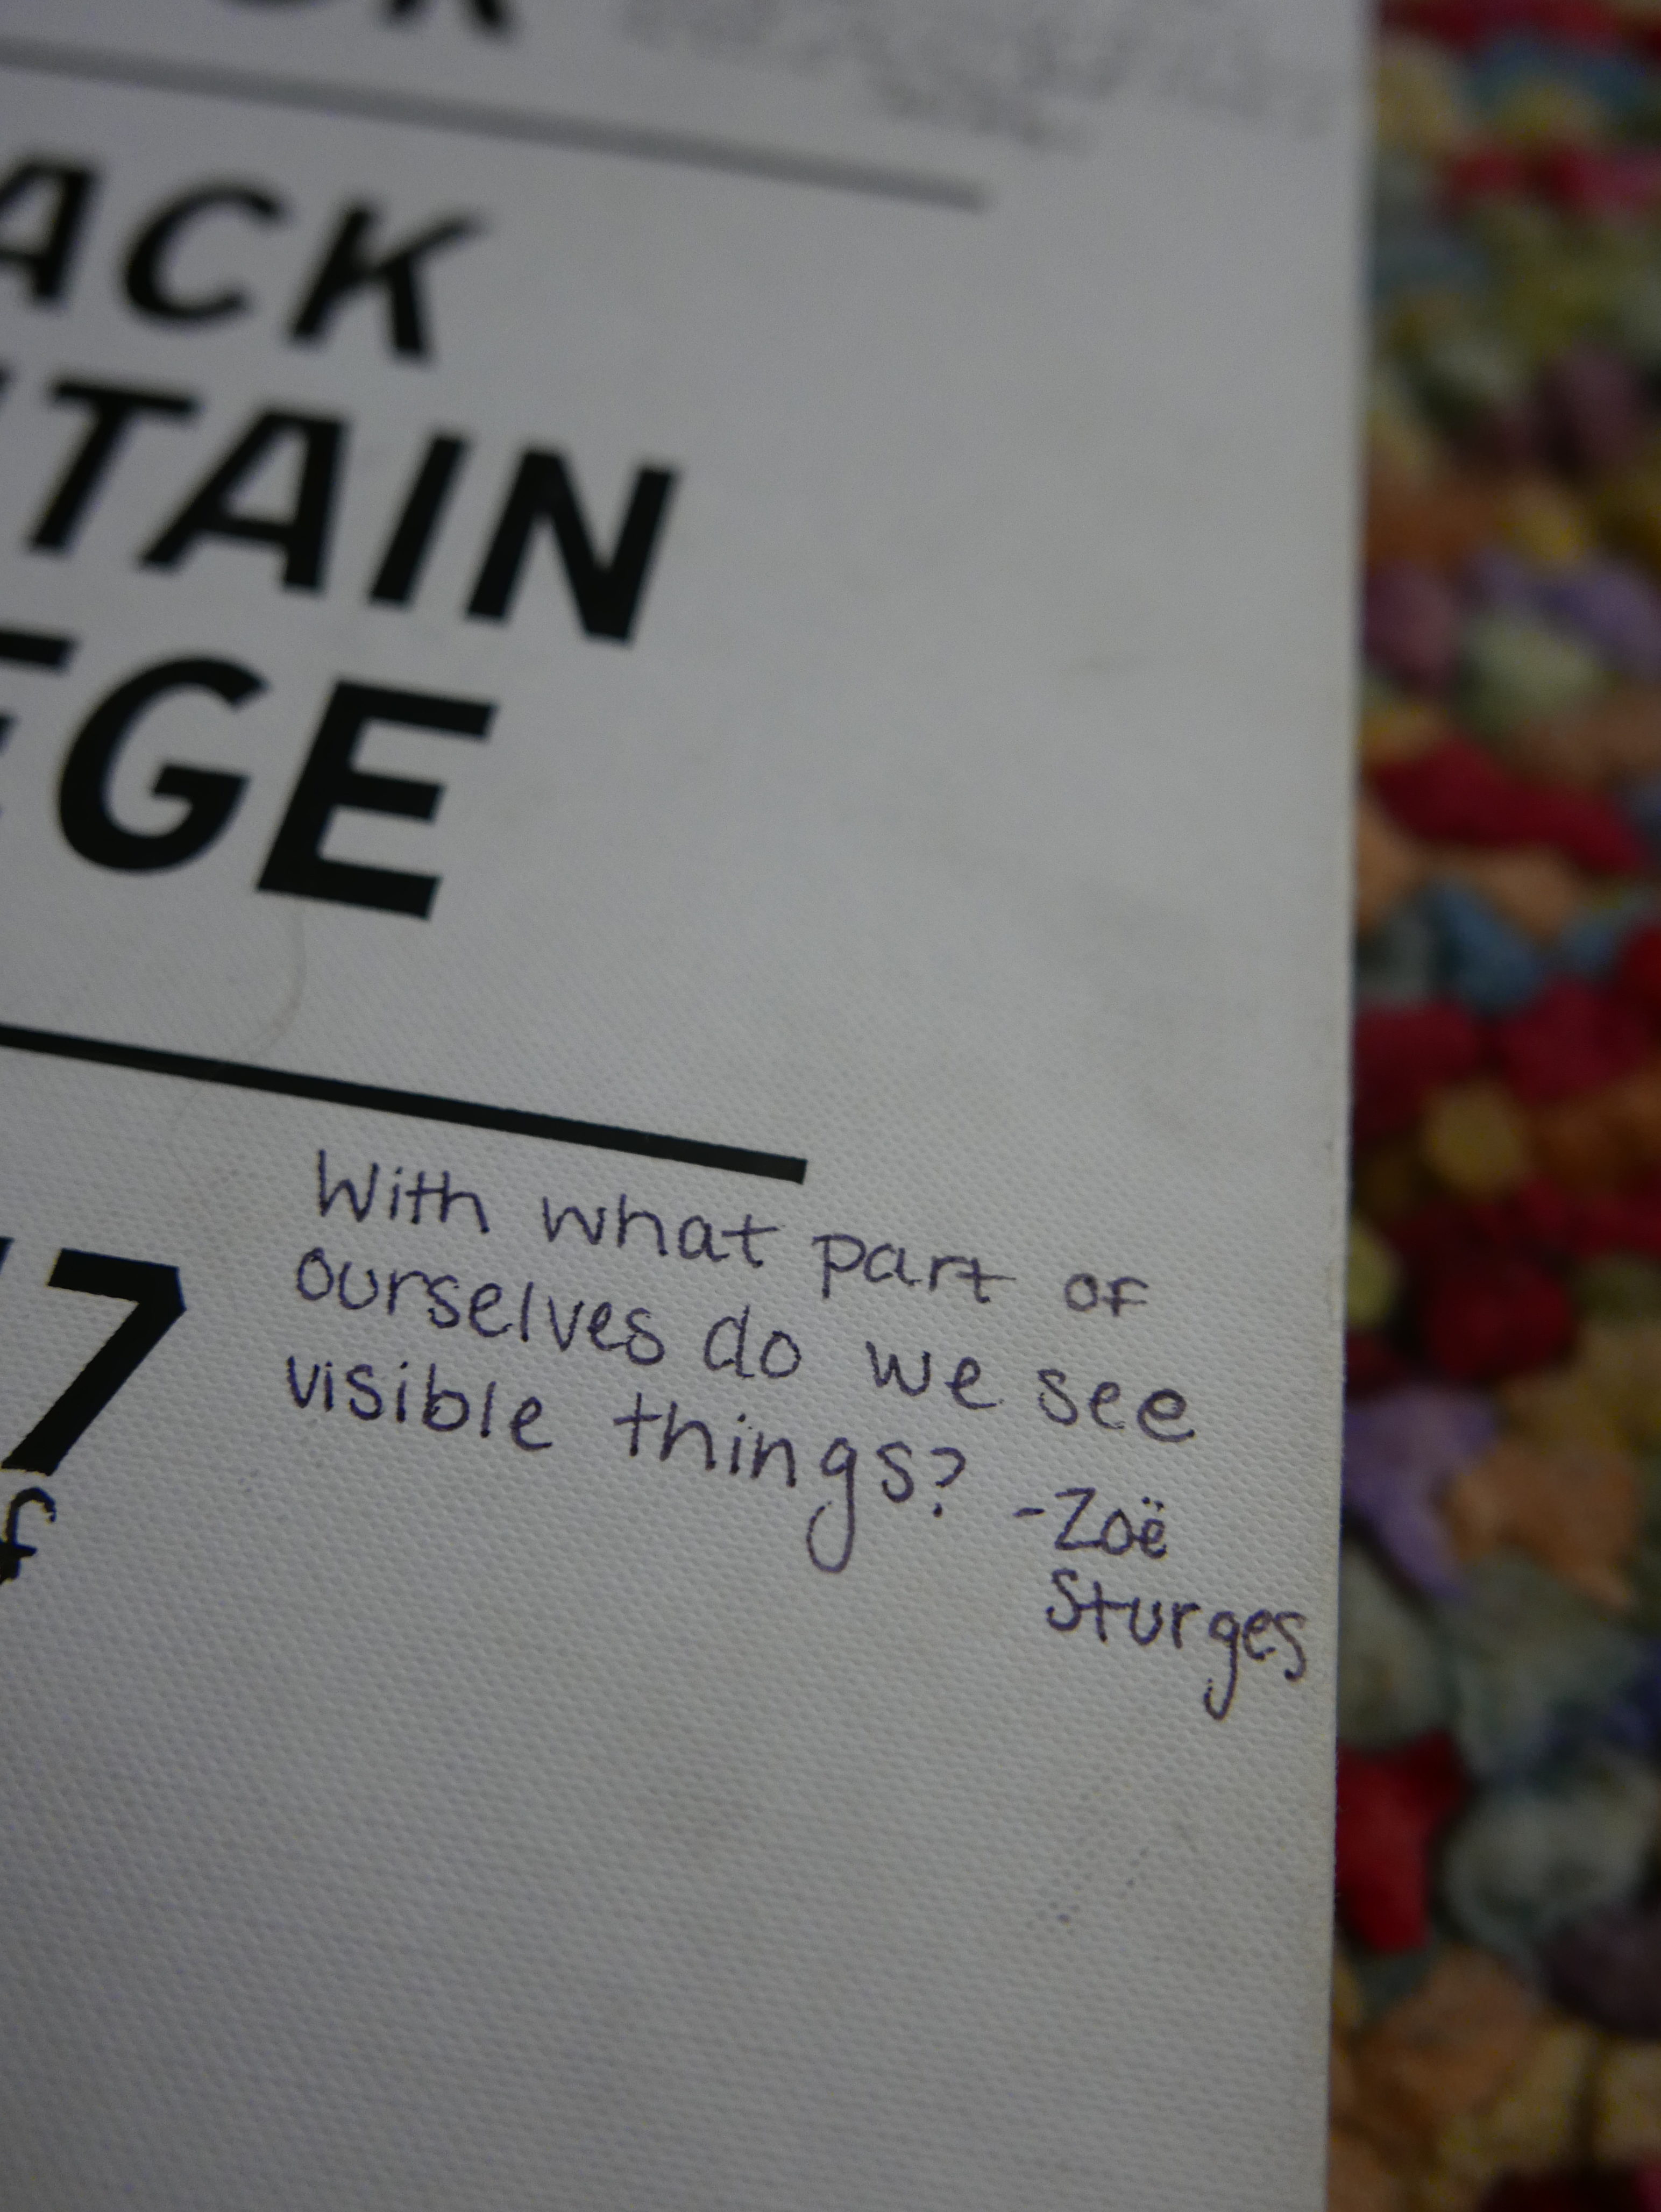 ACK
TAIN
EGE
With what part of
ourselves do we see
visible things? -Zoë
Sturges
7
f